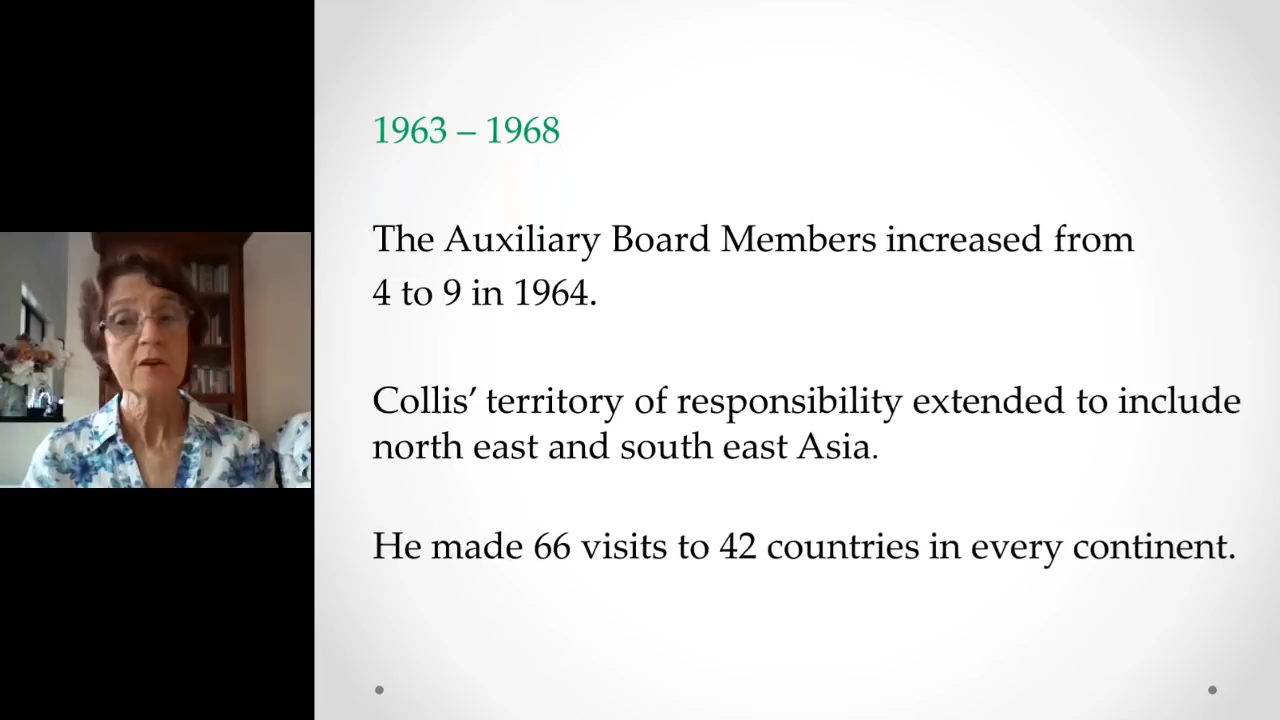 1963 – 1968
The Auxiliary Board Members increased from
4 to 9 in 1964.
Collis’ territory of responsibility extended to include
north east and south east Asia.
He made 66 visits to 42 countries in every continent.